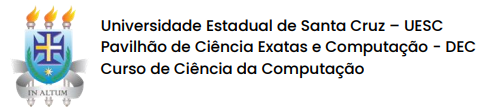 Universidade Estadual de Santa Cruz – UESC
Pavilhão de Ciência Exatas e Computação - DEC
Curso de Ciência da Computação
IN ALTUM